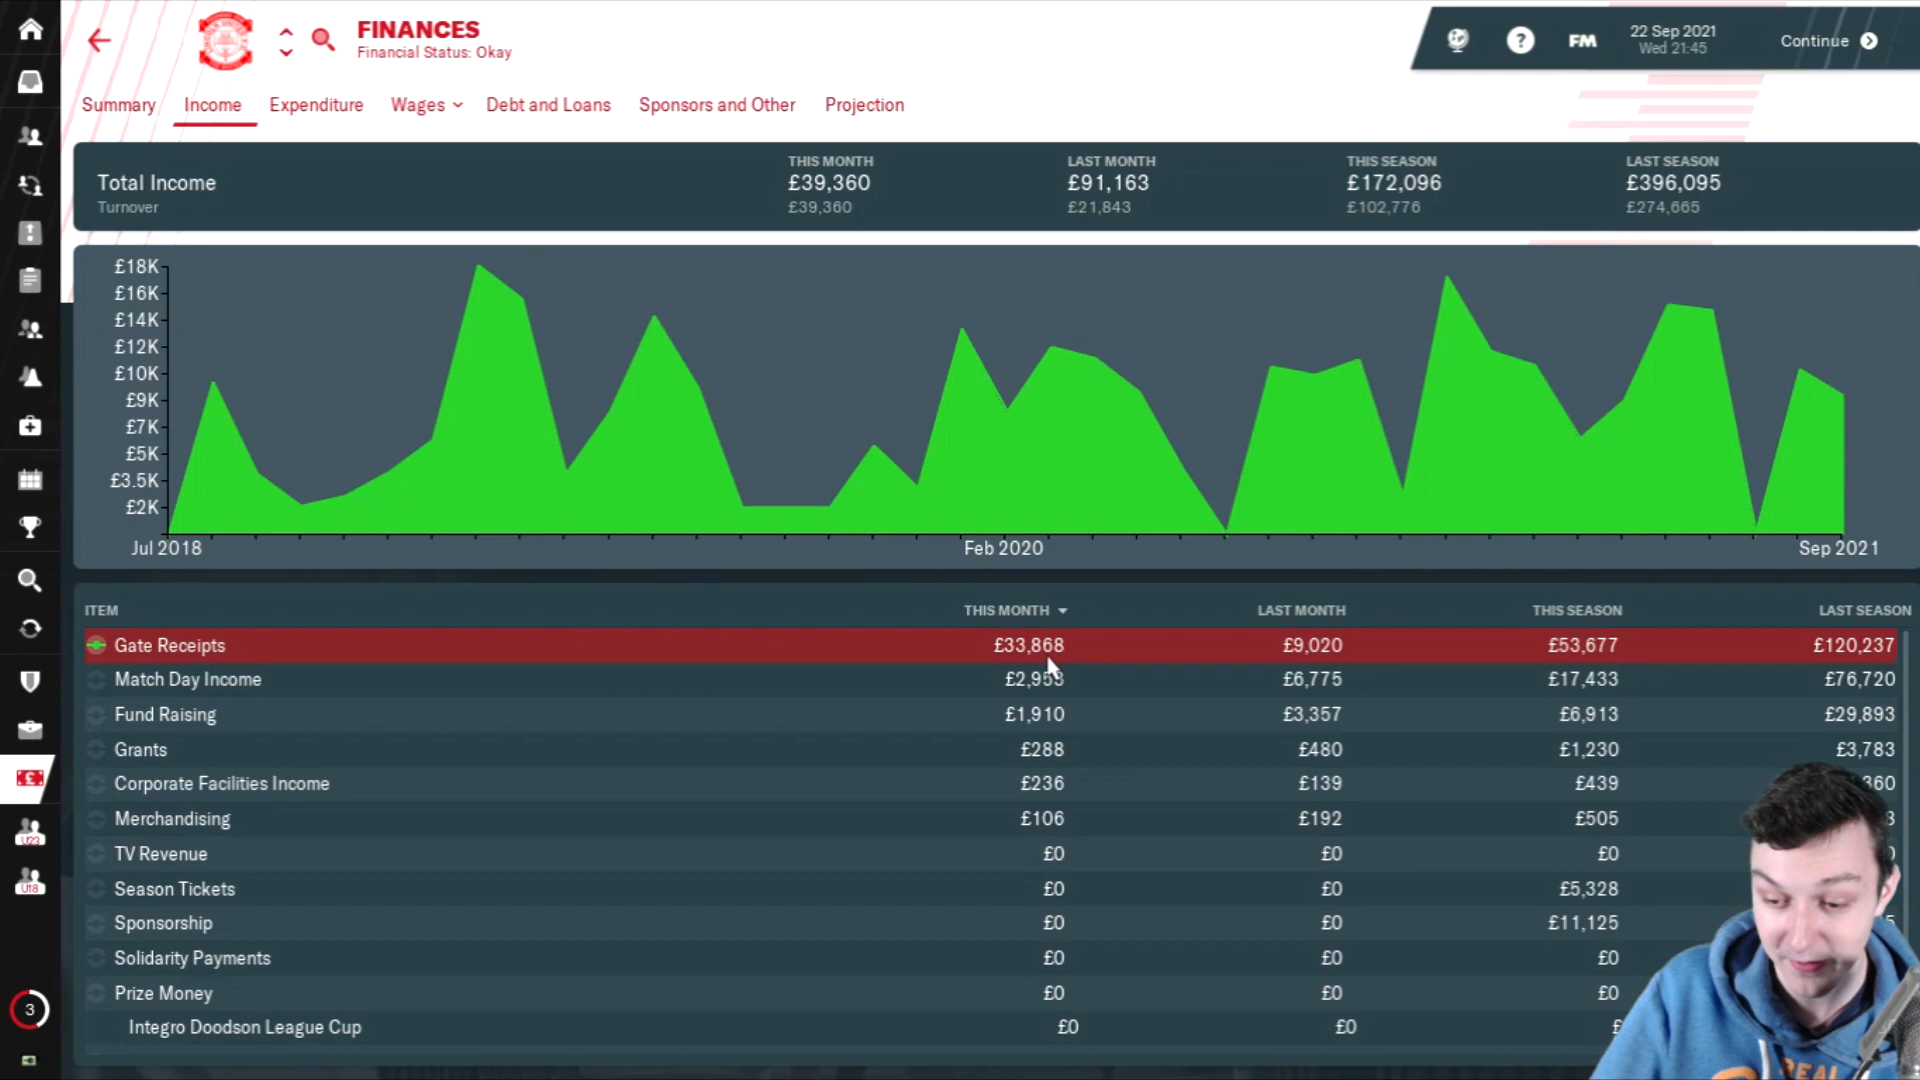 FINANCES
Financial Status: Okay
22 Sep 2021
Wed 21:45
FM
Continue
Summary Income Expenditure Wages Debt and Loans Sponsors and Other Projection
THIS MONTH LAST MONTH THIS SEASON LAST SEASON
Total Income £39,360 £91,163 £172,096 £396,095
Turnover £39,360 £21,843 £102,776 £274,665
£18K
£16K
£14K
£12K
£10K
£9K
£7K
£5K
£3.5K
£2K
Jul 2018 Feb 2020 Sep 2021
ITEM THIS MONTH LAST MONTH THIS SEASON LAST SEASON
Gate Receipts £33,868 £9,020 £53,677 £120,237
Match Day Income £2,953 £6,775 £17,433 £76,720
Fund Raising £1,910 £3,357 £6,913 £29,893
Grants £288 £480 £1,230 £3,783
Corporate Facilities Income £236 £139 £439 360
Merchandising £106 £192 £505
TV Revenue £0 £0 £0
Season Tickets £0 £0 £5,328
Sponsorship £0 £0 £11,125
Solidarity Payments £0 £0 £0
Prize Money £0 £0 £0
Integro Doodson League Cup £0 £0
U23
U18
3
REAL